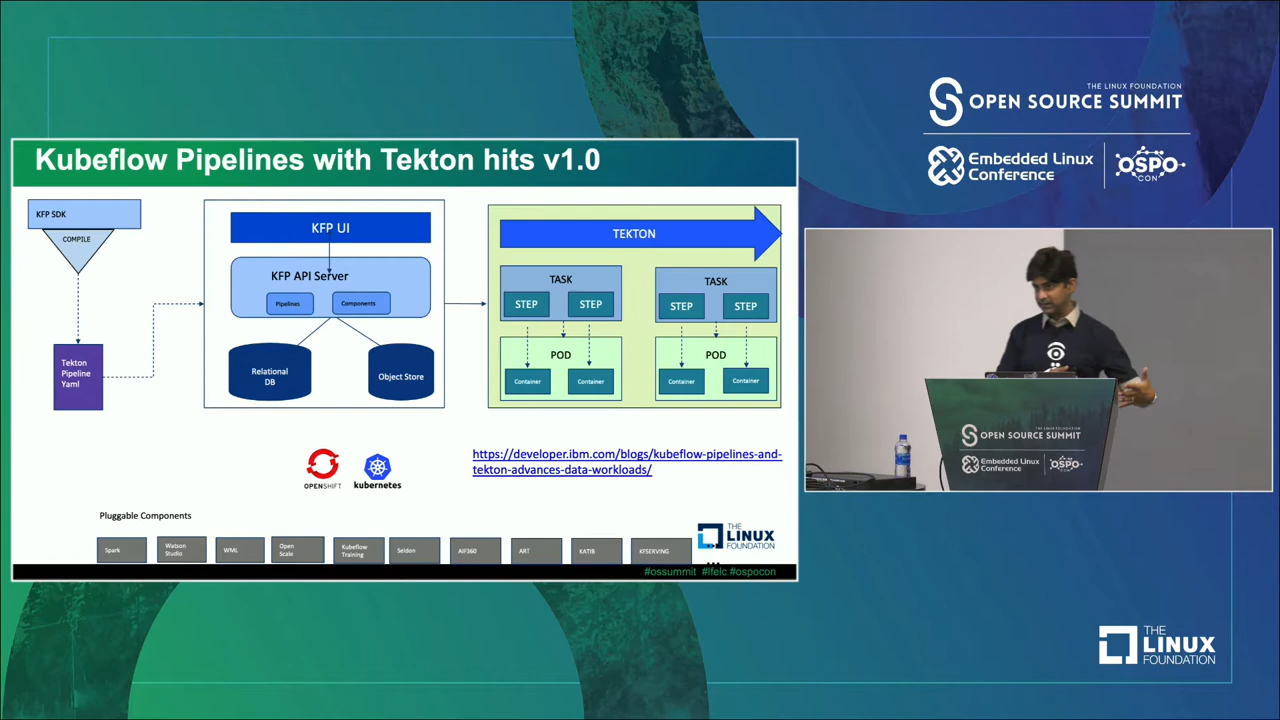 THE LINUX FOUNDATION
OPEN SOURCE SUMMIT
Embedded Linux
Conference
OSPO
CON
Kubeflow Pipelines with Tekton hits v1.0
KFP SDK
COMPILE
Tekton
Pipeline
Yaml
KFP UI
KFP API Server
Pipelines
Components
Relational
DB
Object Store
TEKTON
TASK
STEP
STEP
POD
Container
Container
TASK
STEP
STEP
POD
Container
Container
OPENSHIFT
kubernetes
https://developer.ibm.com/blogs/kubeflow-pipelines-and-
tekton-advances-data-workloads/
Pluggable Components
Spark
Watson
Studio
WML
Open
Scale
Kubeflow
Training
Seldon
AIF360
ART
KATIB
KFSERVING
...
THE
LINUX
FOUNDATION
#ossummit #lfelc #ospocon
OPEN SOURCE SUMMIT
Embedded Linux
Conference
OSPO
CON
THE
LINUX
FOUNDATION